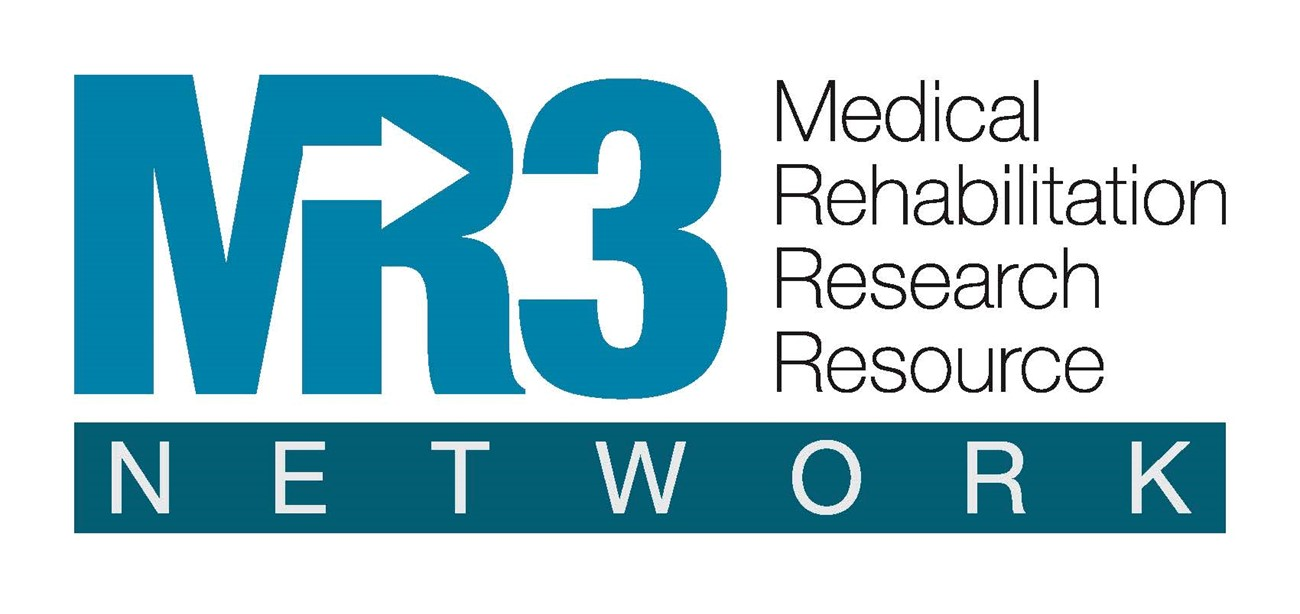 MR3
Medical
Rehabilitation
Research
Resource
NETWORK